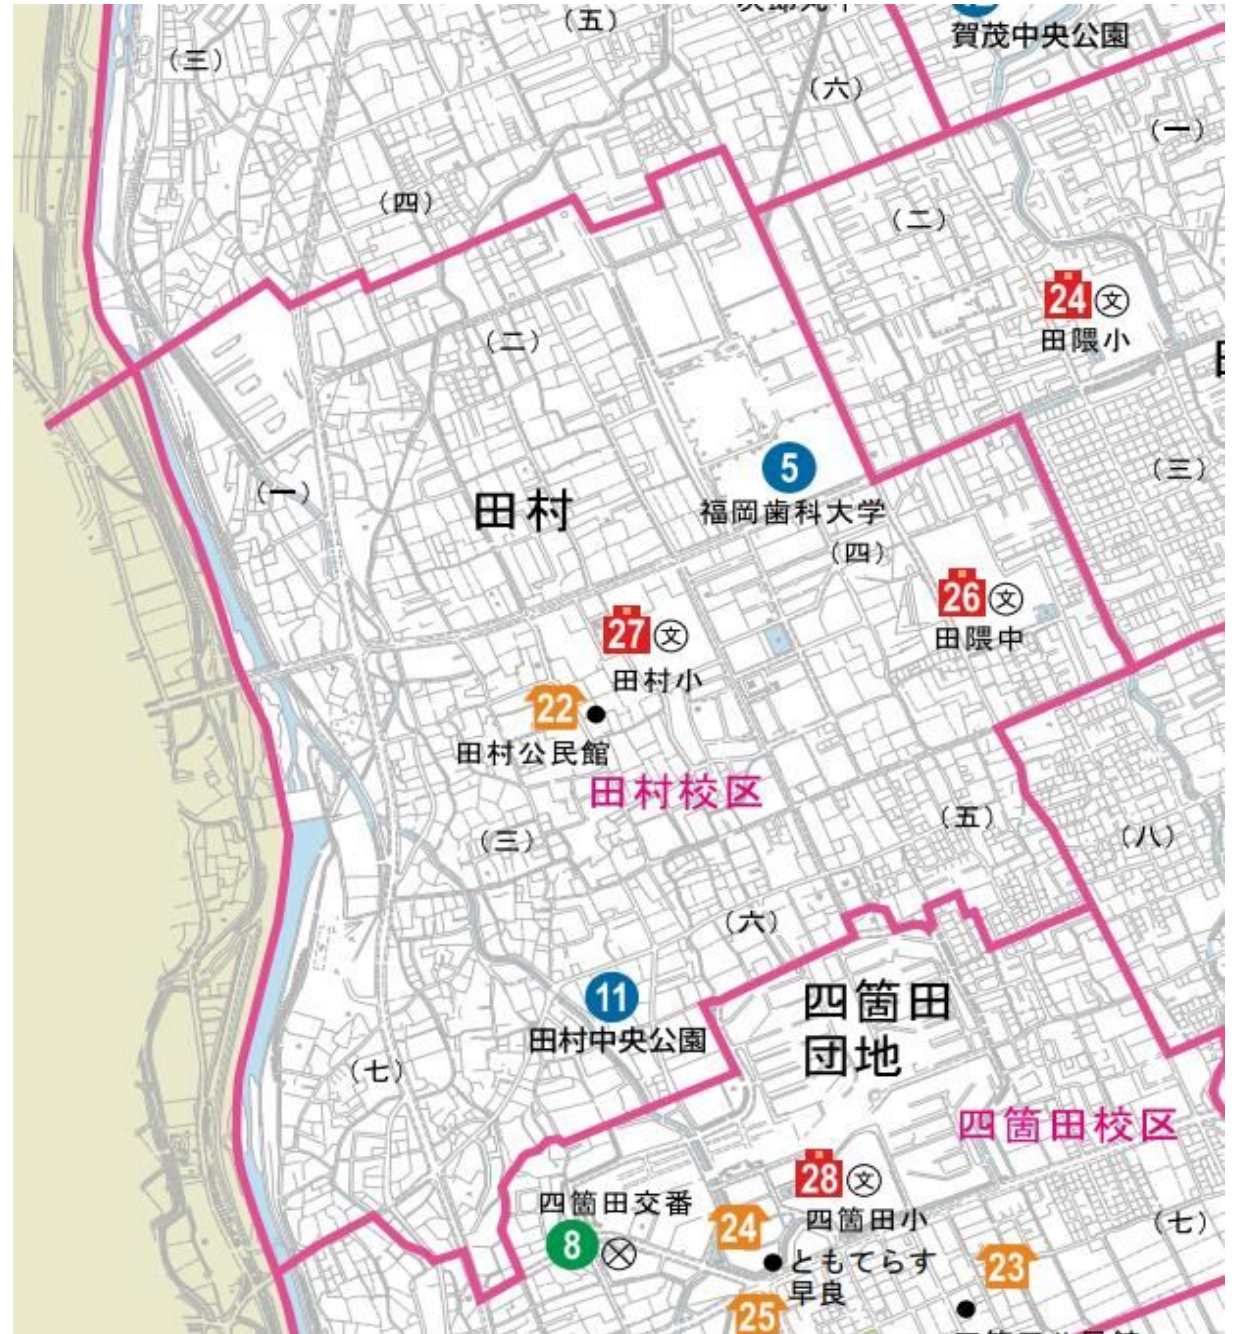 (五)
賀茂中央公園
(三)
(六)
(一)
(四)
(二)
24 文
田隈小
(二)
(三)
5
(一)
田村
福岡歯科大学
(四)
26 文
田隈中
27 文
田村小
22
田村公民館
田村校区
(五)
(三)
(八)
(六)
11
田村中央公園
四箇田
団地
(七)
四箇田校区
28 文
四箇田小
四箇田交番
8
24
(七)
ともてらす
早良
23
25